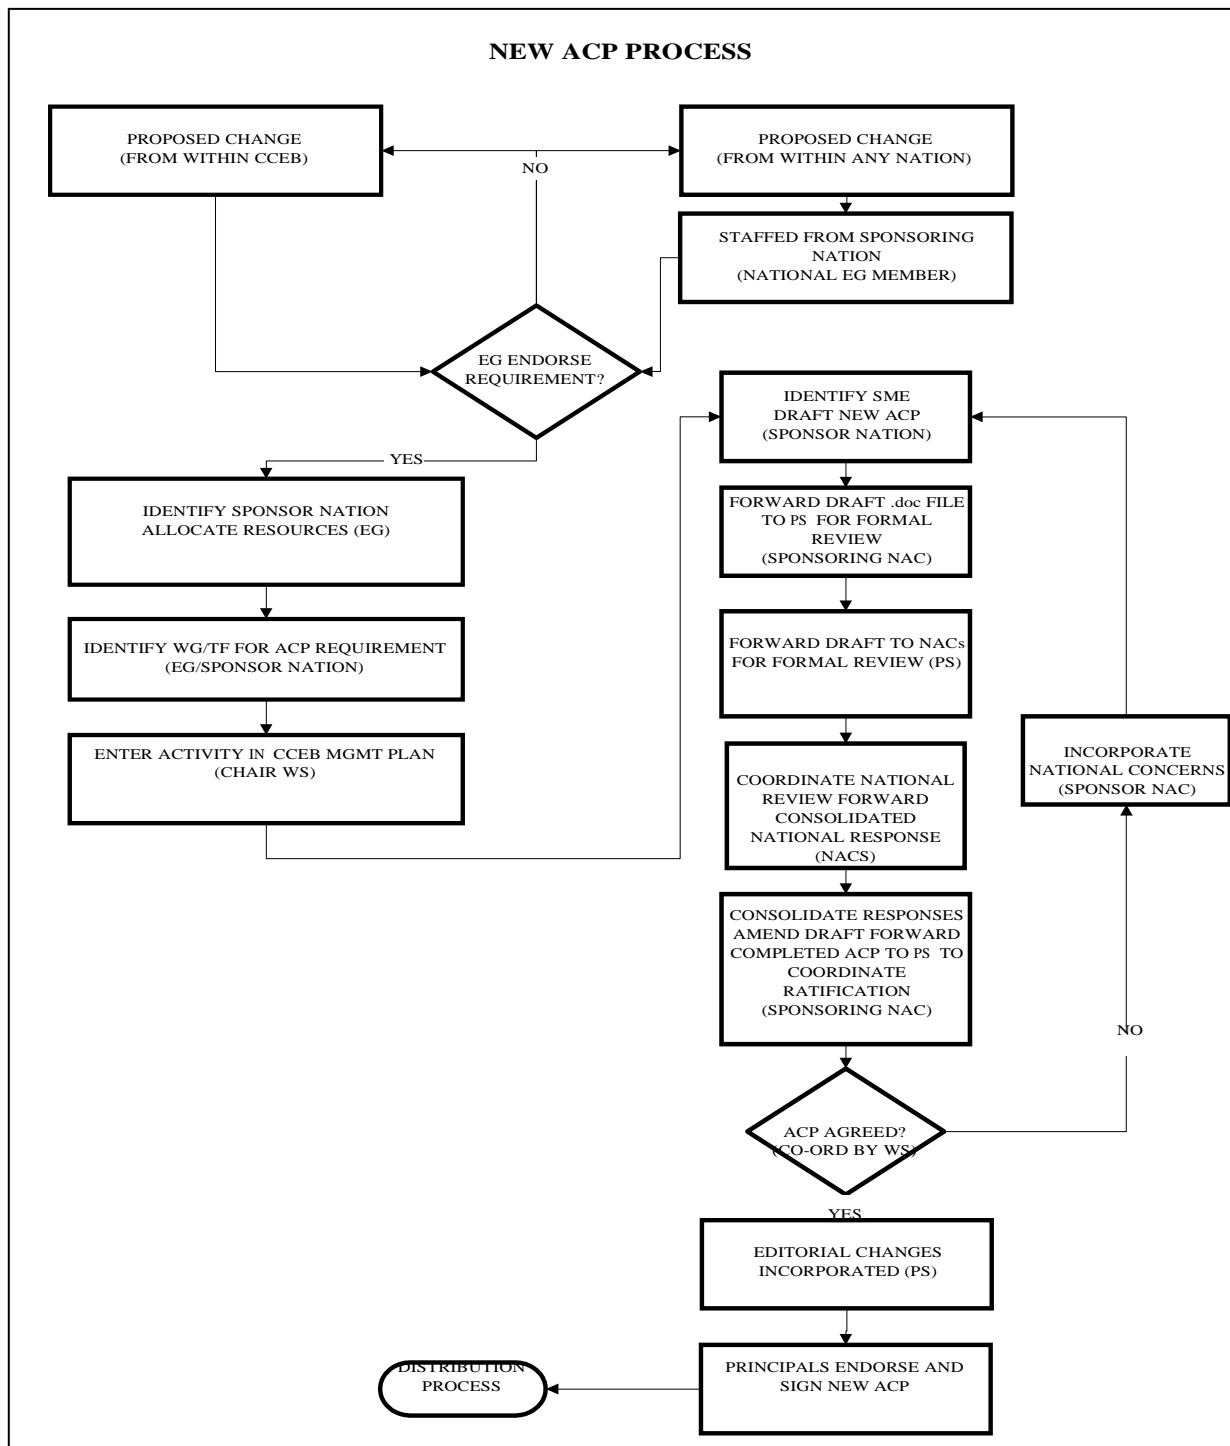 NEW ACP PROCESS
PROPOSED CHANGE
(FROM WITHIN CCEB)
NO
PROPOSED CHANGE
(FROM WITHIN ANY NATION)
STAFFED FROM SPONSORING
NATION
(NATIONAL EG MEMBER)
EG ENDORSE
REQUIREMENT?
YES
IDENTIFY SPONSOR NATION
ALLOCATE RESOURCES (EG)
IDENTIFY WG/TF FOR ACP REQUIREMENT
(EG/SPONSOR NATION)
ENTER ACTIVITY IN CCEB MGMT PLAN
(CHAIR WS)
IDENTIFY SME
DRAFT NEW ACP
(SPONSOR NATION)
FORWARD DRAFT .doc FILE
TO PS FOR FORMAL
REVIEW
(SPONSORING NAC)
FORWARD DRAFT TO NACs
FOR FORMAL REVIEW (PS)
COORDINATE NATIONAL
REVIEW FORWARD
CONSOLIDATED
NATIONAL RESPONSE
(NACS)
INCORPORATE
NATIONAL CONCERNS
(SPONSOR NAC)
CONSOLIDATE RESPONSES
AMEND DRAFT FORWARD
COMPLETED ACP TO PS TO
COORDINATE
RATIFICATION
(SPONSORING NAC)
NO
ACP AGREED?
(CO-ORD BY WS)
YES
EDITORIAL CHANGES
INCORPORATED (PS)
PRINCIPALS ENDORSE AND
SIGN NEW ACP
DISTRIBUTION
PROCESS